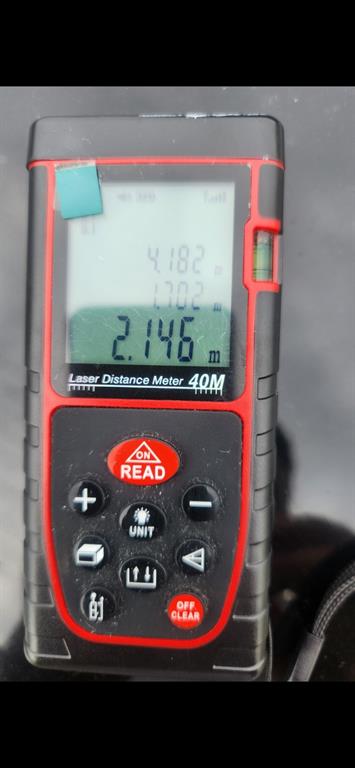 4.182
1.702 m
2.146 m
Laser Distance Meter 40M
ON
READ
UNIT
OFF
CLEAR